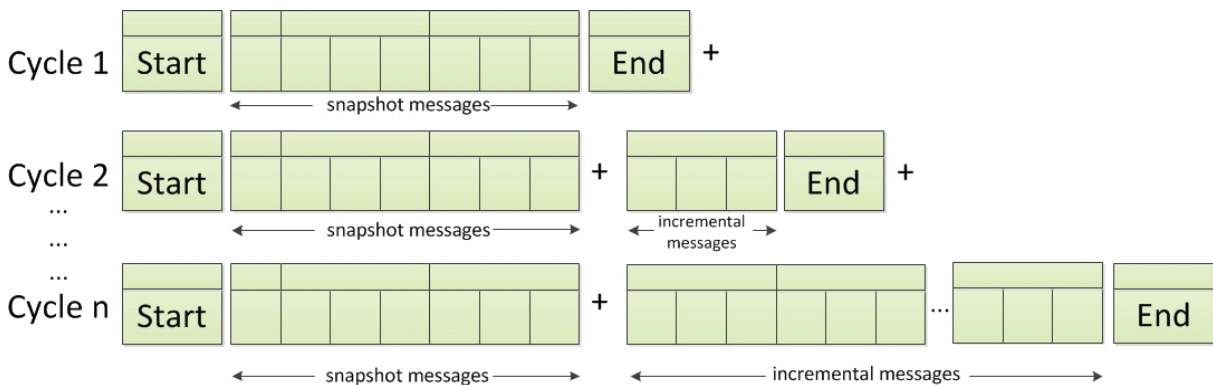 Cycle 1 Start End +
snapshot messages
Cycle 2 Start + End +
...
snapshot messages
incremental
messages
...
...
Cycle n Start + ... End
snapshot messages
incremental messages